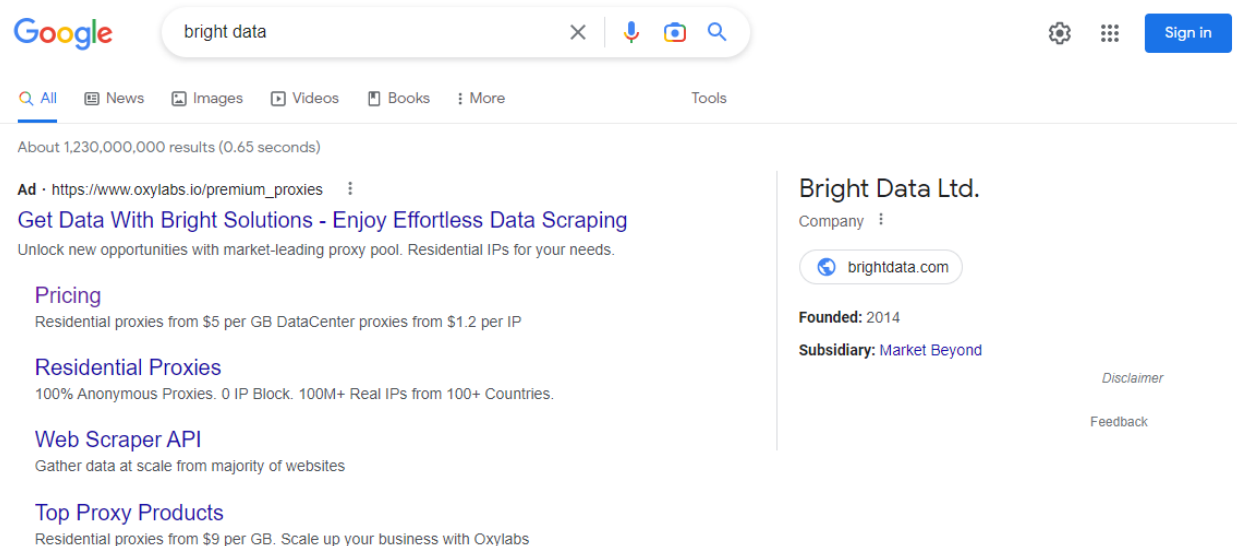 Google
bright data
Sign in
All News Images Videos Books More Tools
About 1,230,000,000 results (0.65 seconds)
Ad · https://www.oxylabs.io/premium_proxies
Get Data With Bright Solutions - Enjoy Effortless Data Scraping
Unlock new opportunities with market-leading proxy pool. Residential IPs for your needs.
Pricing
Residential proxies from $5 per GB DataCenter proxies from $1.2 per IP
Residential Proxies
100% Anonymous Proxies. 0 IP Block. 100M+ Real IPs from 100+ Countries.
Web Scraper API
Gather data at scale from majority of websites
Top Proxy Products
Residential proxies from $9 per GB. Scale up your business with Oxylabs
Bright Data Ltd.
Company
brightdata.com
Founded: 2014
Subsidiary: Market Beyond
Disclaimer
Feedback